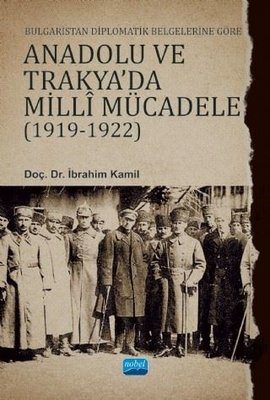 BULGARİSTAN DİPLOMATİK BELGELERİNE GÖRE
ANADOLU VE
TRAKYA'DA
MİLLÎ MÜCADELE
(1919-1922)
Doç. Dr. İbrahim Kamil
nobel